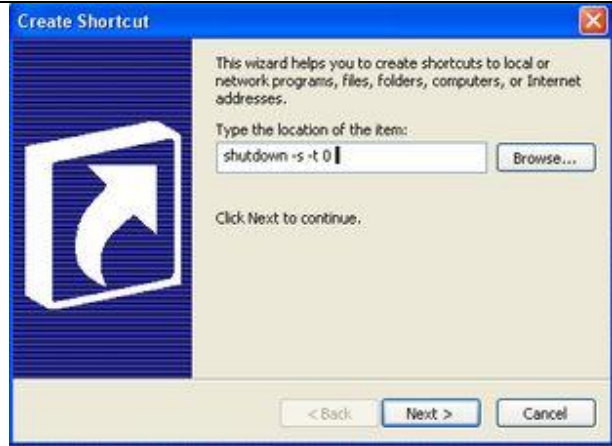 Create Shortcut
This wizard helps you to create shortcuts to local or
network programs, files, folders, computers, or Internet
addresses.
Type the location of the item:
shutdown -s -t 0
Browse...
Click Next to continue.
< Back
Next >
Cancel